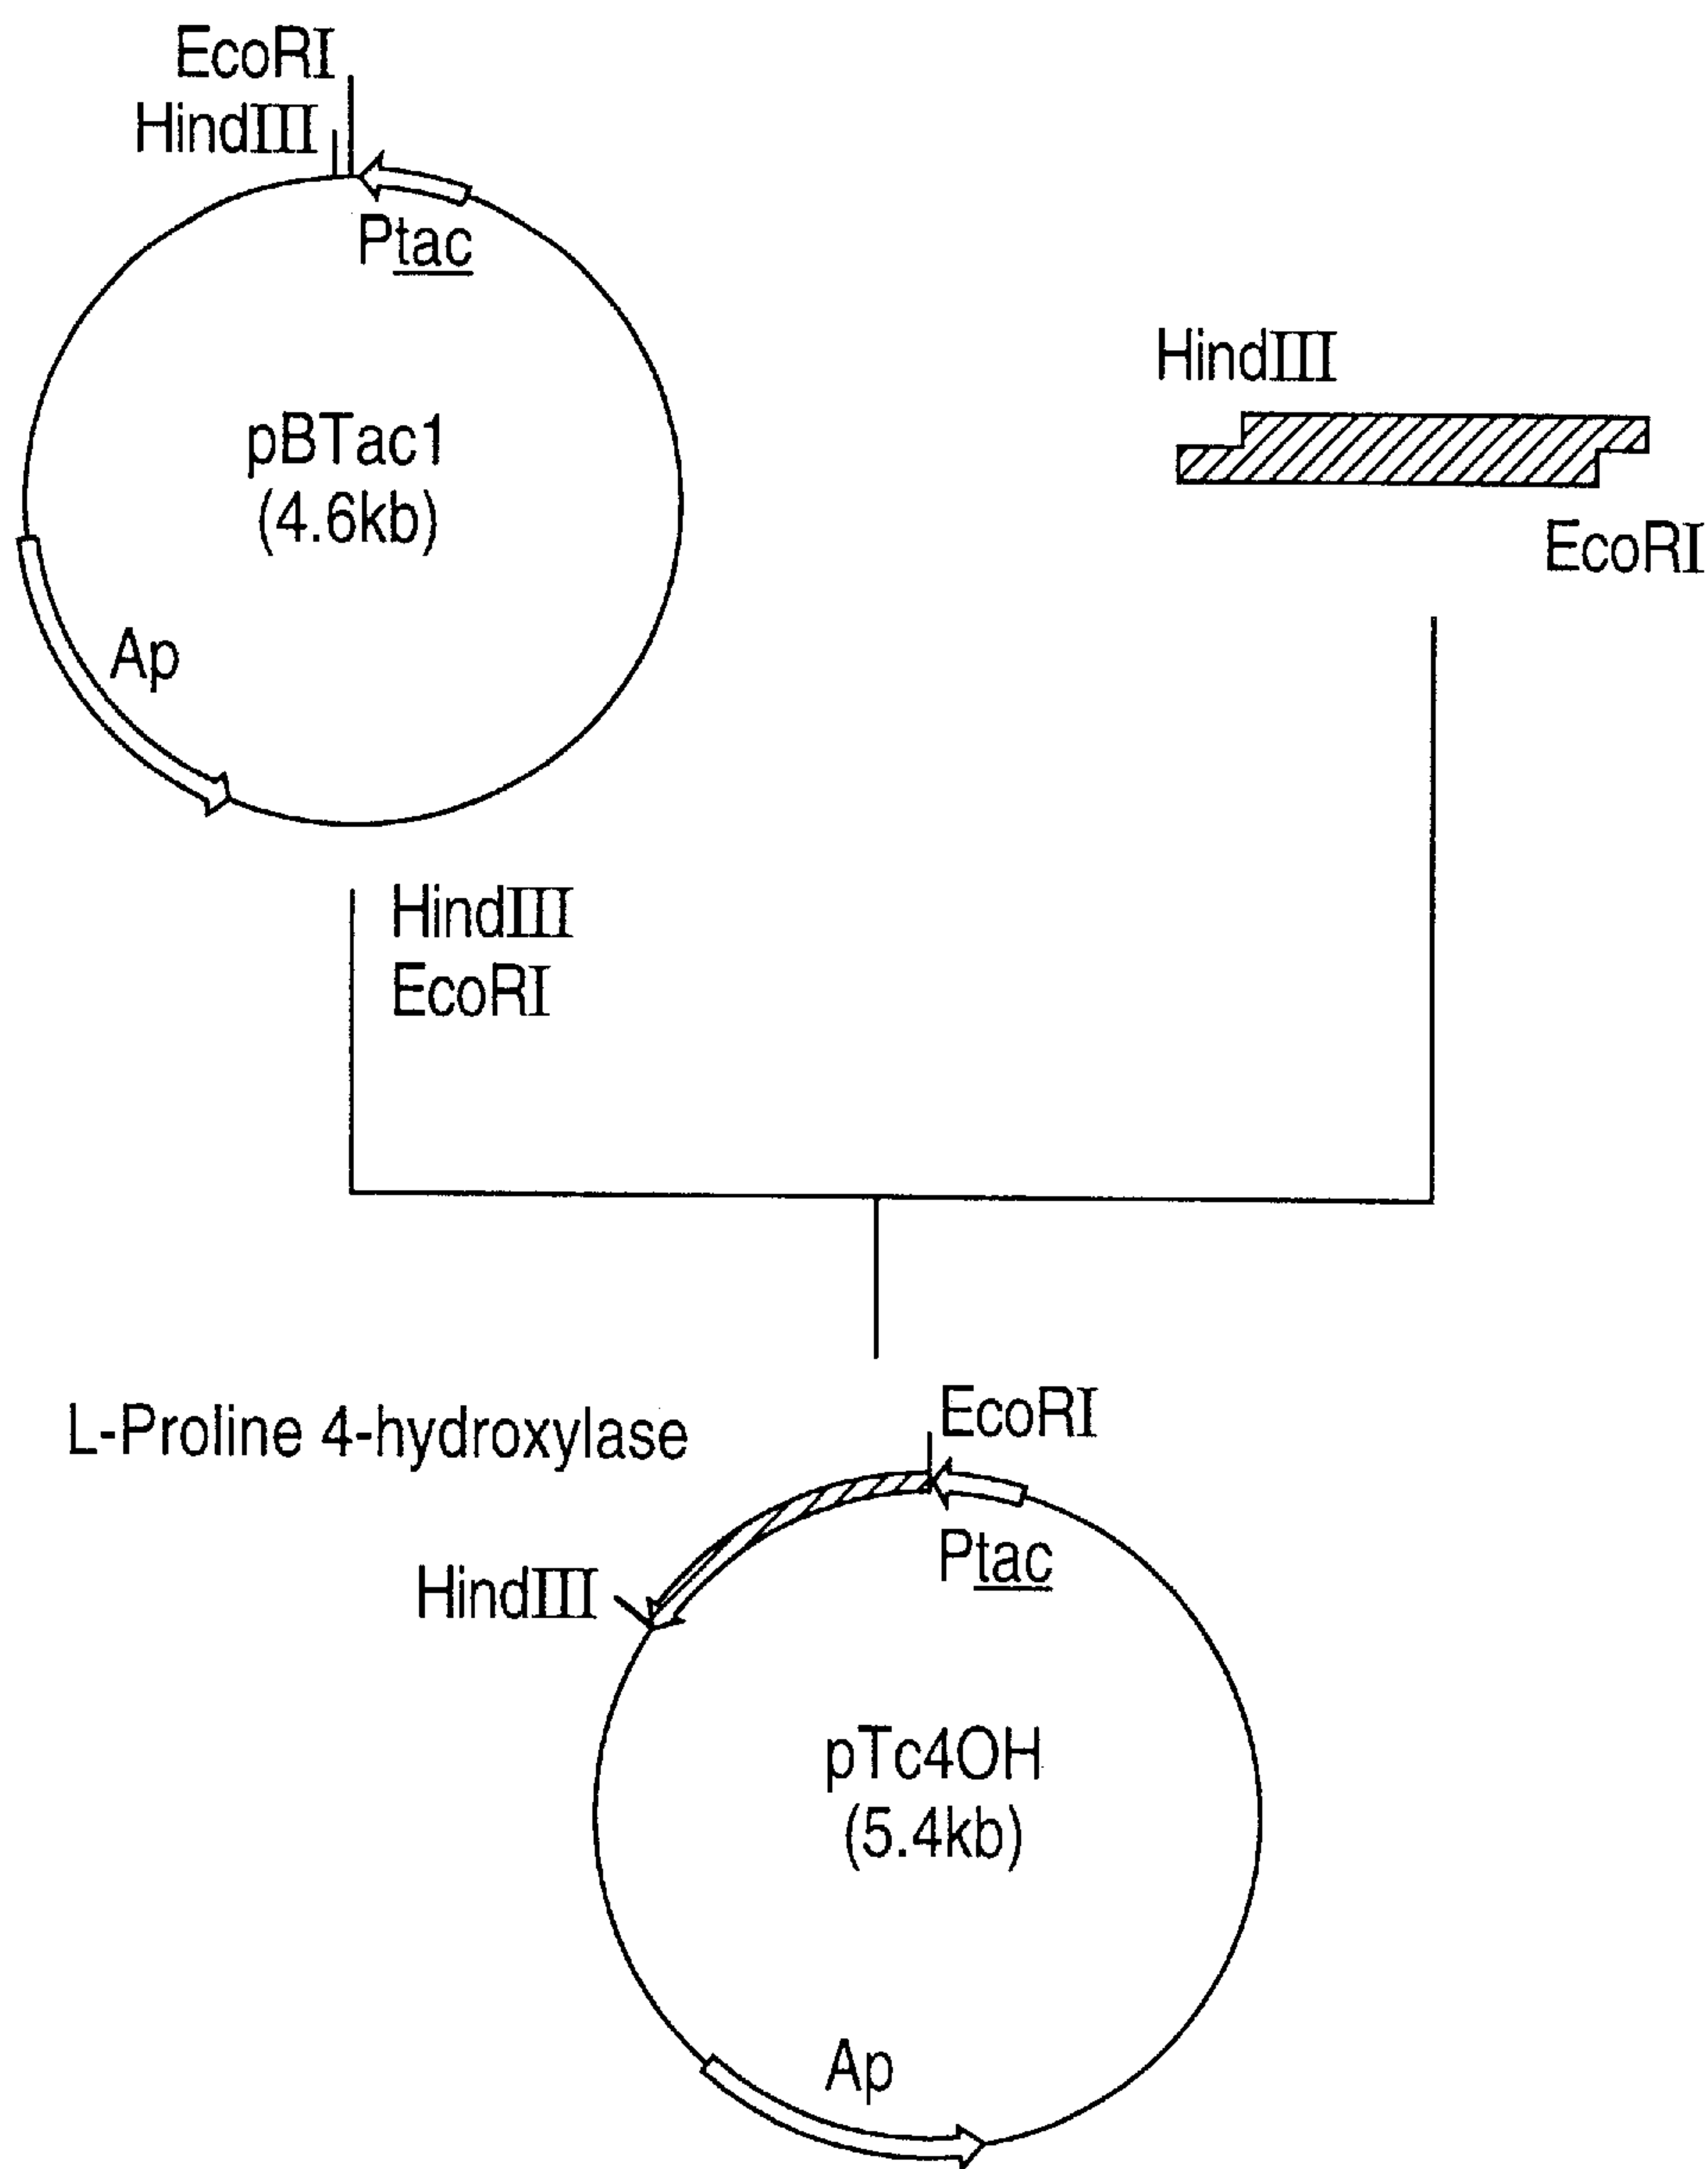 EcoRI
HindIII
Ptac
pBTac1
(4.6kb)
Ap
HindIII
EcoRI
HindIII
EcoRI
L-Proline 4-hydroxylase
EcoRI
Ptac
HindIII
pTc4OH
(5.4kb)
Ap